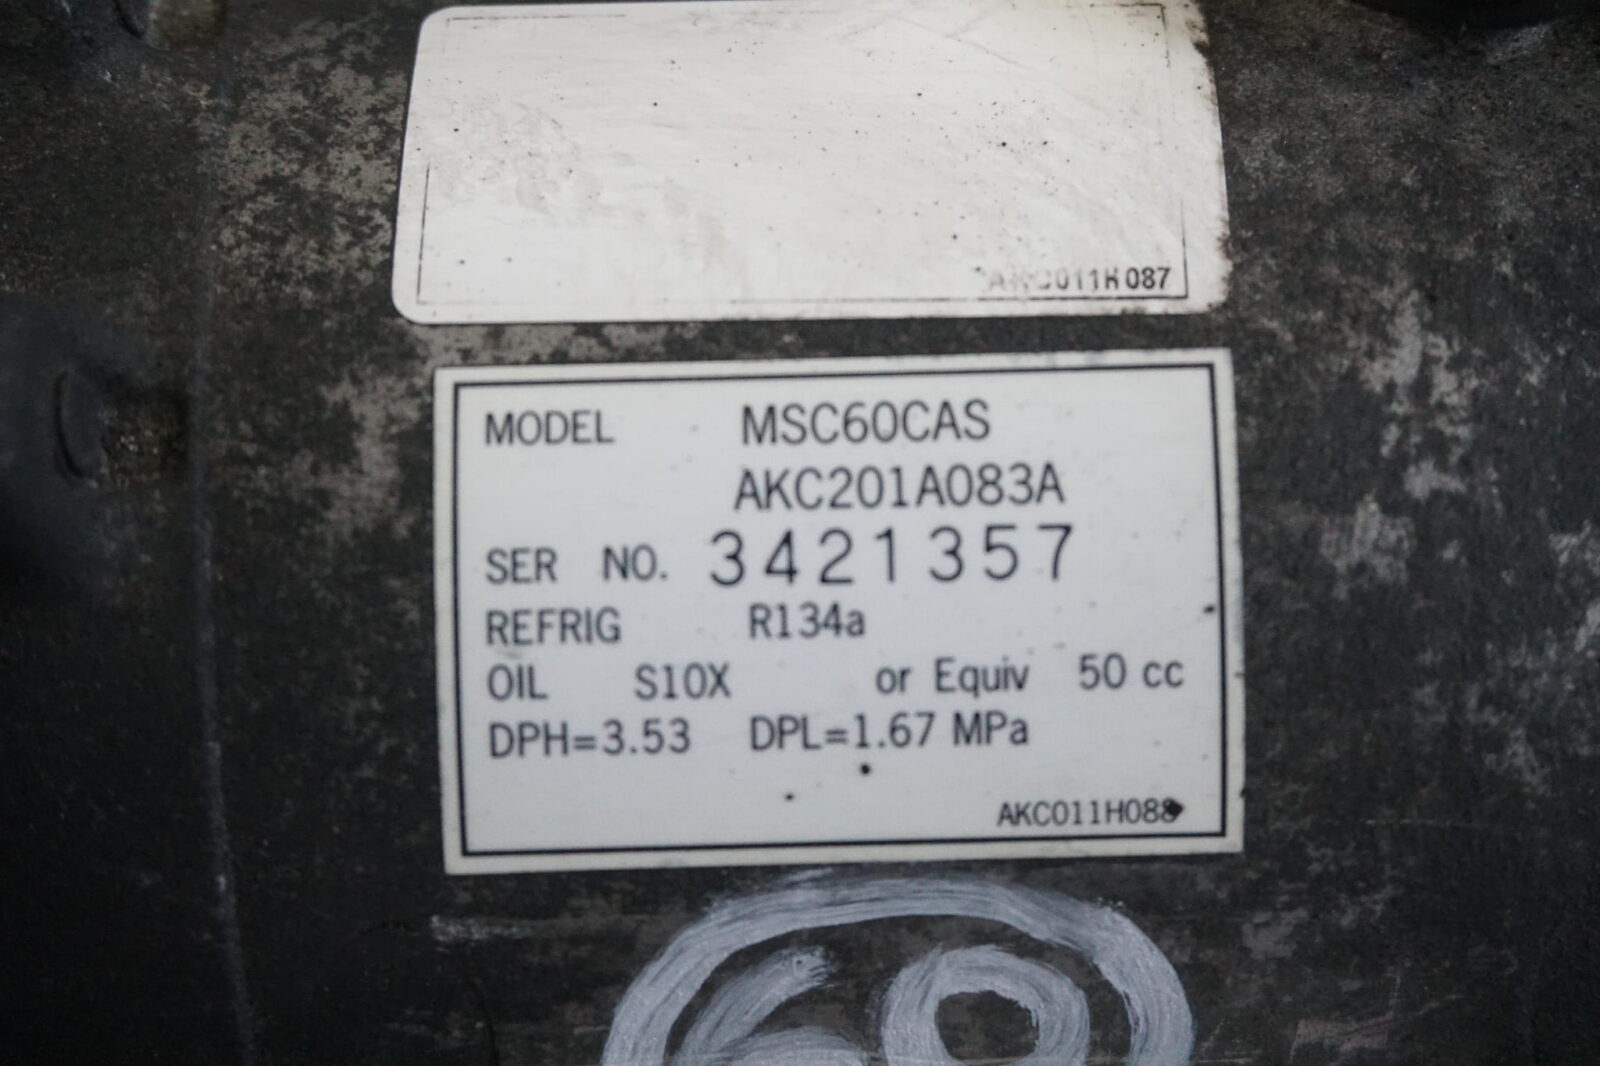 011H087
MODEL MSC60CAS
AKC201A083A
SER NO. 3421357
REFRIG R134a
OIL S10X or Equiv 50 cc
DPH=3.53 DPL=1.67 MPa
AKC011H088